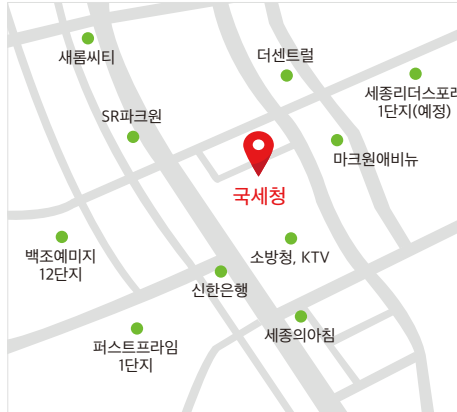 새롬씨티
더센트럴
세종리더스포레
1단지(예정)
SR파크원
마크원애비뉴
국세청
백조예미지
12단지
소방청, KTV
신한은행
세종의아침
퍼스트프라임
1단지